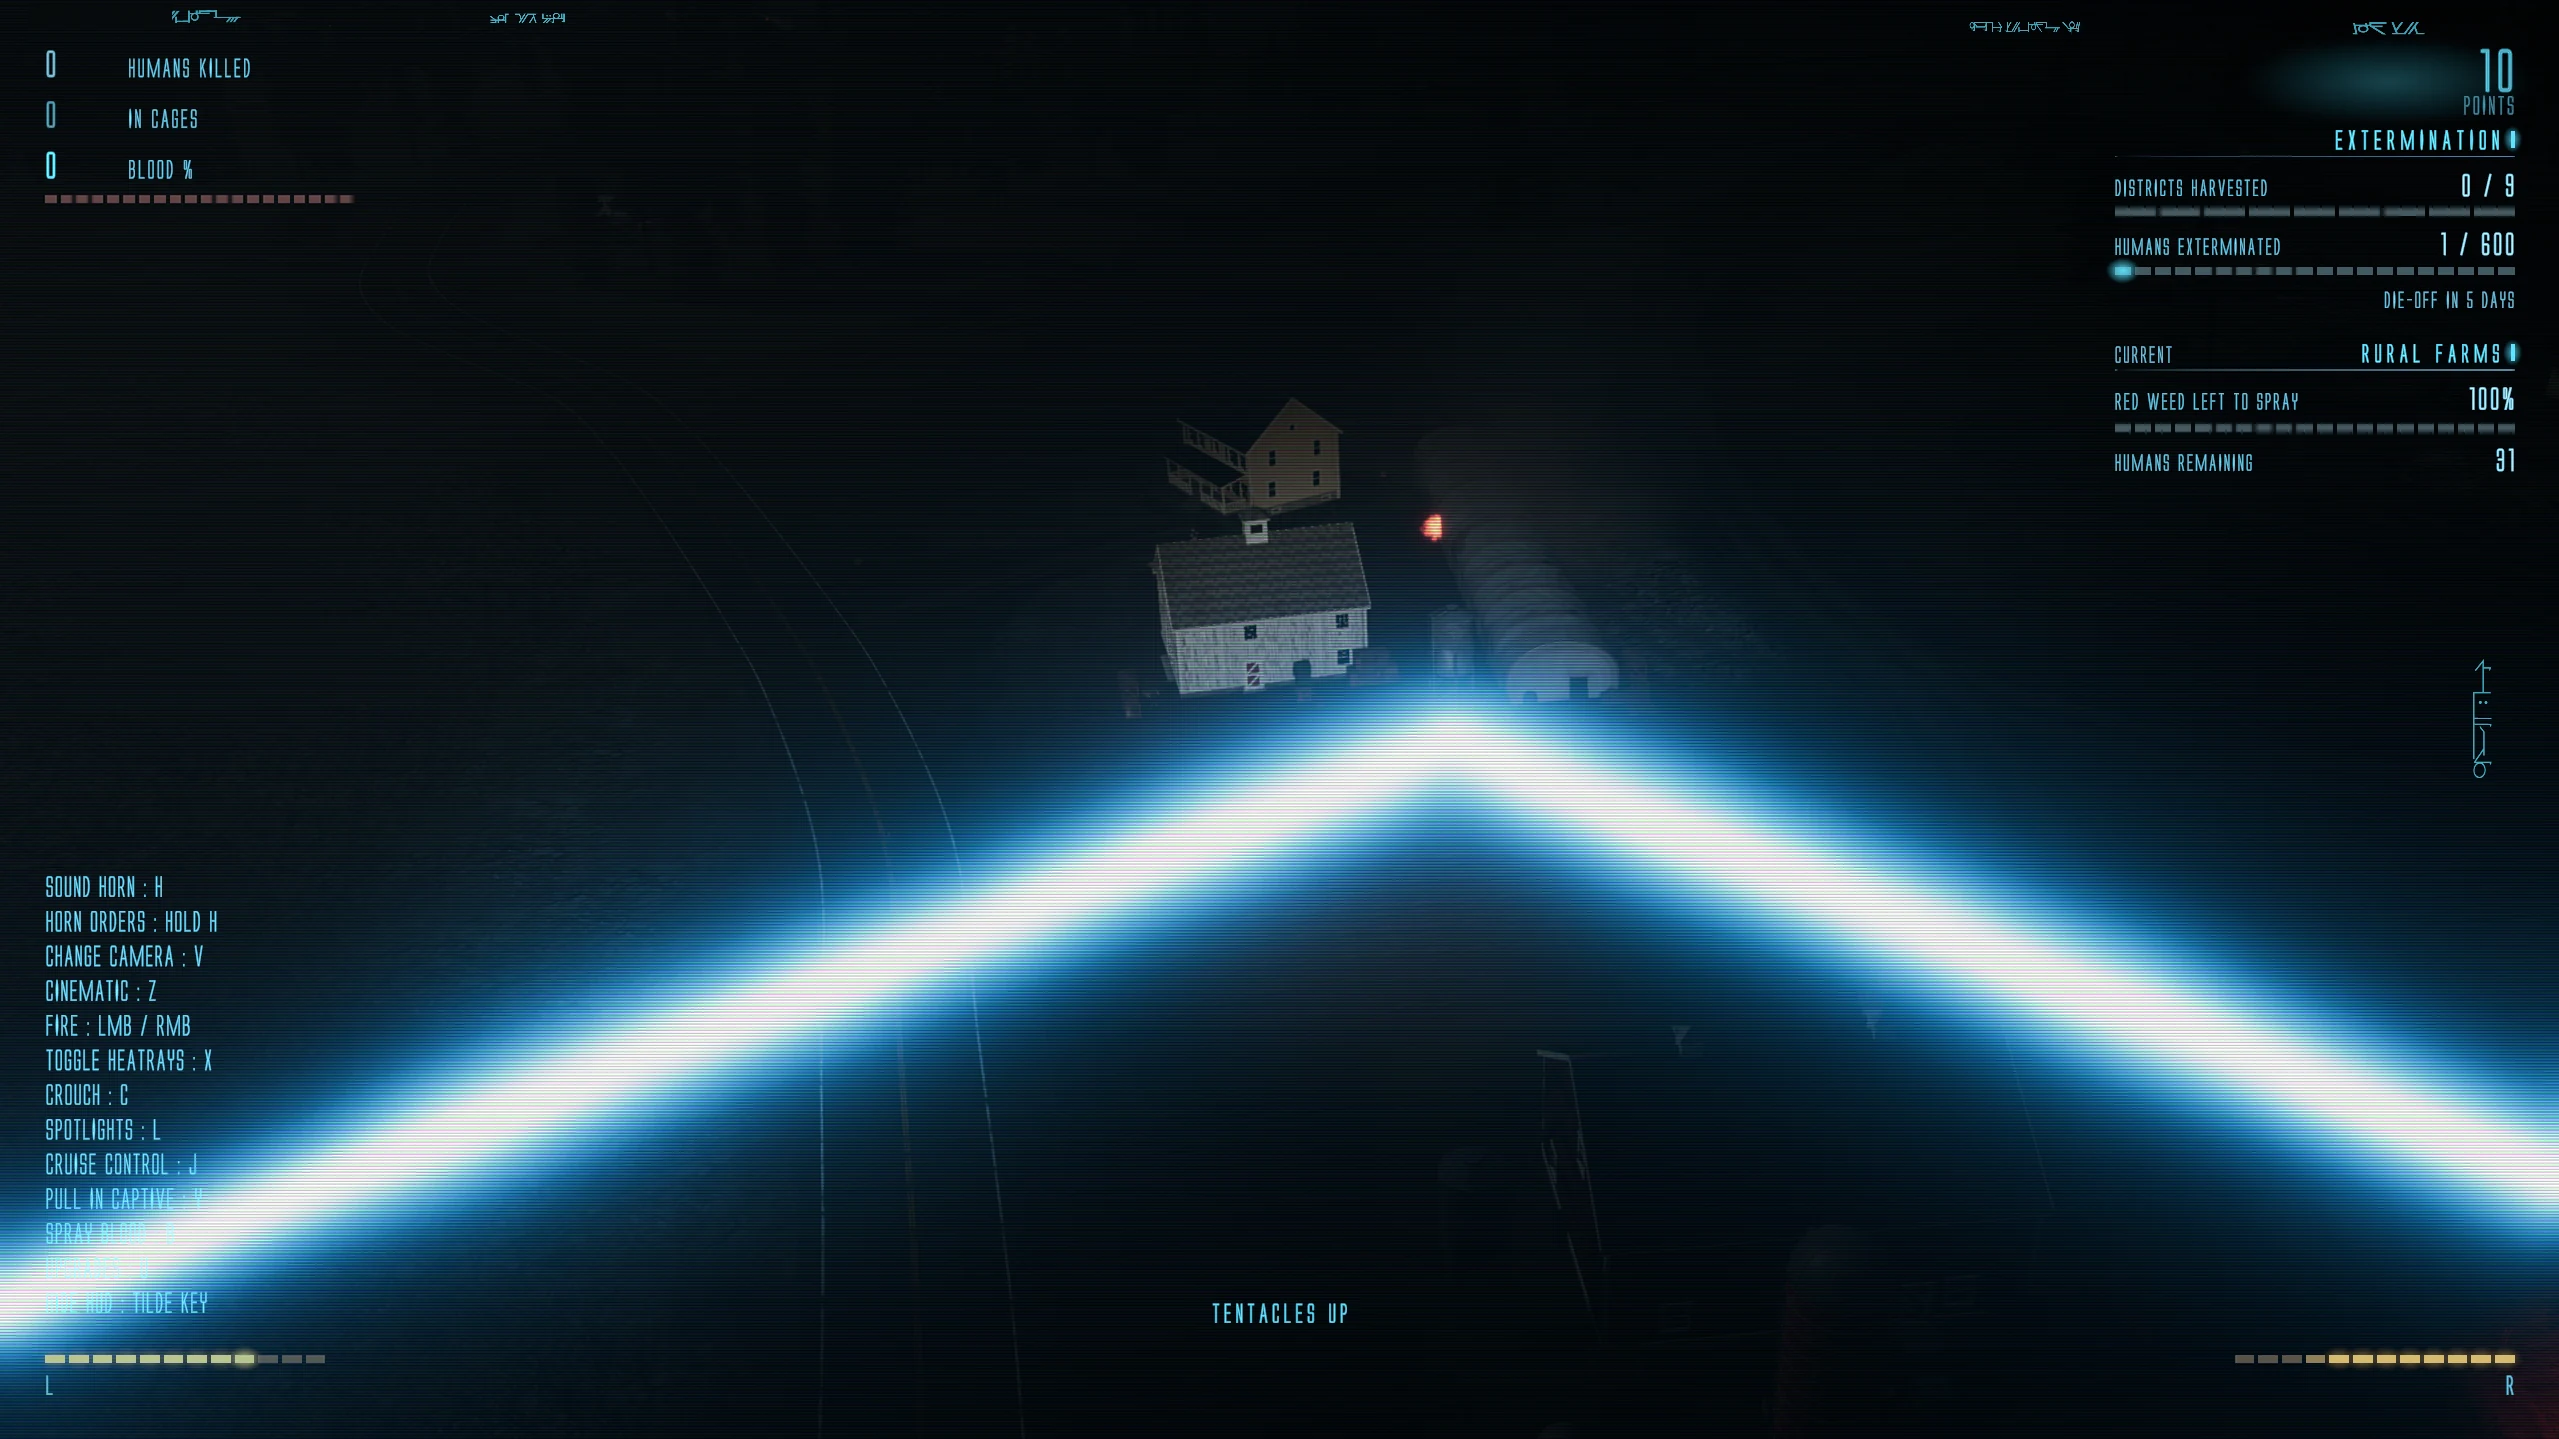 0 HUMANS KILLED
0 IN CAGES
0 BLOOD %
10
POINTS
EXTERMINATION
DISTRICTS HARVESTED 0 / 9
HUMANS EXTERMINATED 1 / 600
DIE-OFF IN 5 DAYS
CURRENT RURAL FARMS
RED WEED LEFT TO SPRAY 100%
HUMANS REMAINING 31
SOUND HORN : H
HORN ORDERS : HOLD H
CHANGE CAMERA : V
CINEMATIC : Z
FIRE : LMB / RMB
TOGGLE HEATRAYS : X
CROUCH : C
SPOTLIGHTS : L
CRUISE CONTROL : J
PULL IN CAPTIVE :
SPRAY BLOOD
HUD : TILDE KEY
TENTACLES UP
L
R